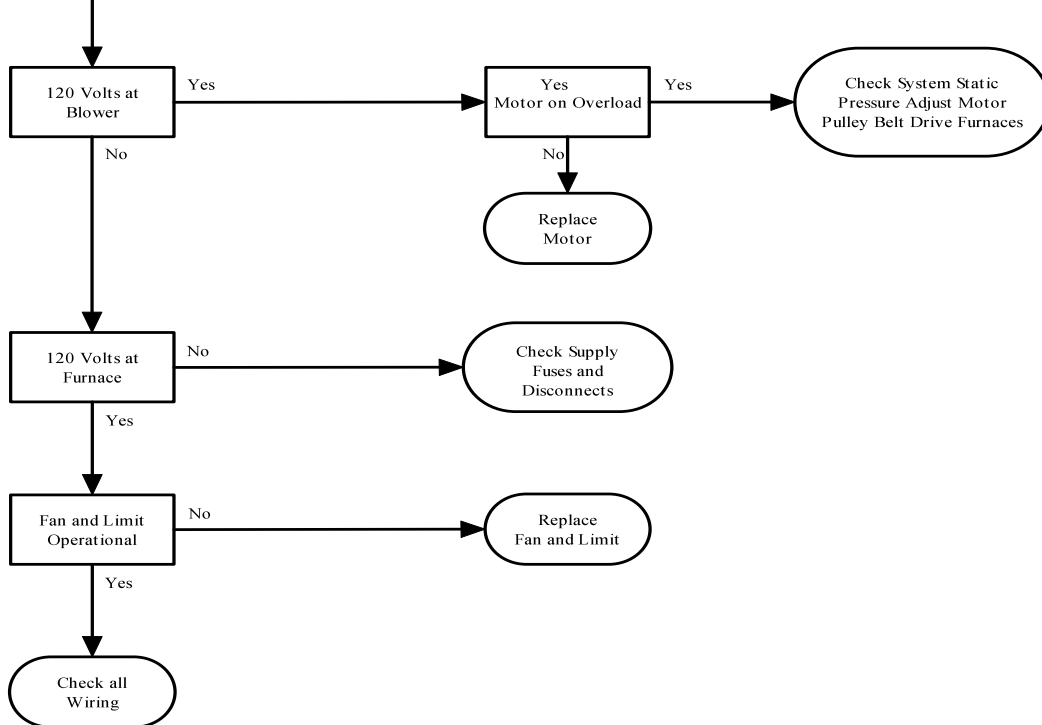 120 Volts at
Blower
Yes
Yes
Motor on Overload
Yes
Check System Static
Pressure Adjust Motor
Pulley Belt Drive Furnaces
No
No
Replace
Motor
120 Volts at
Furnace
No
Check Supply
Fuses and
Disconnects
Yes
Fan and Limit
Operational
No
Replace
Fan and Limit
Yes
Check all
Wiring